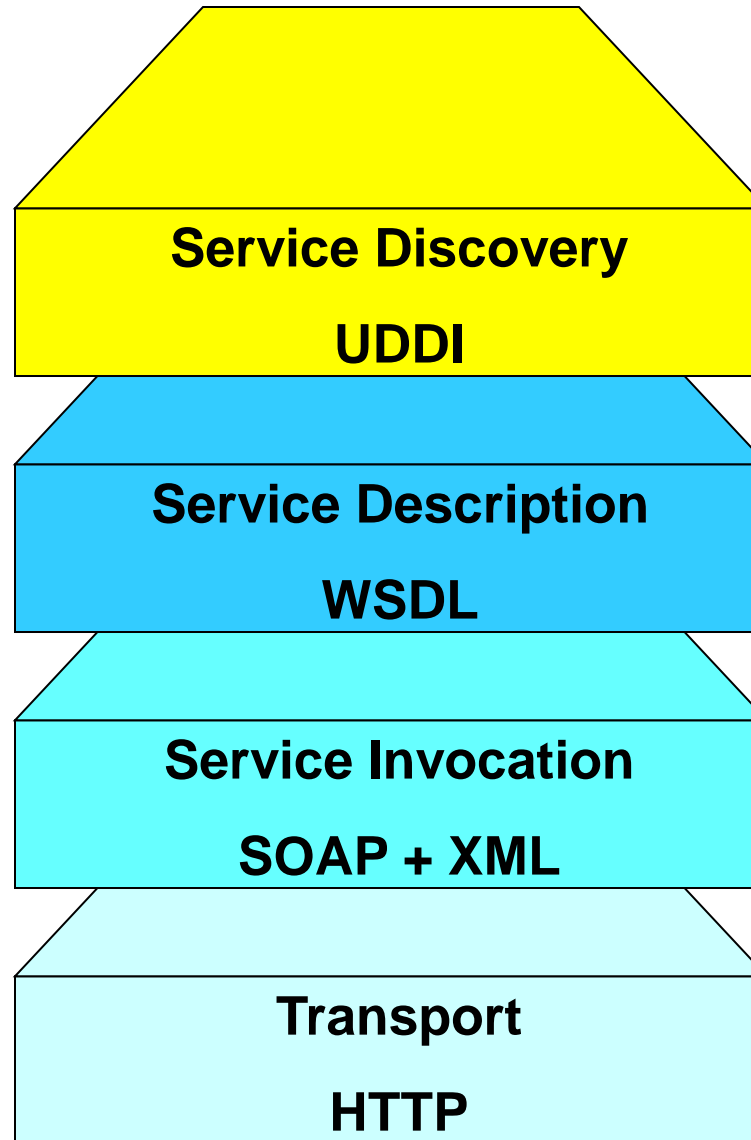 Service Discovery
UDDI
Service Description
WSDL
Service Invocation
SOAP + XML
Transport
HTTP